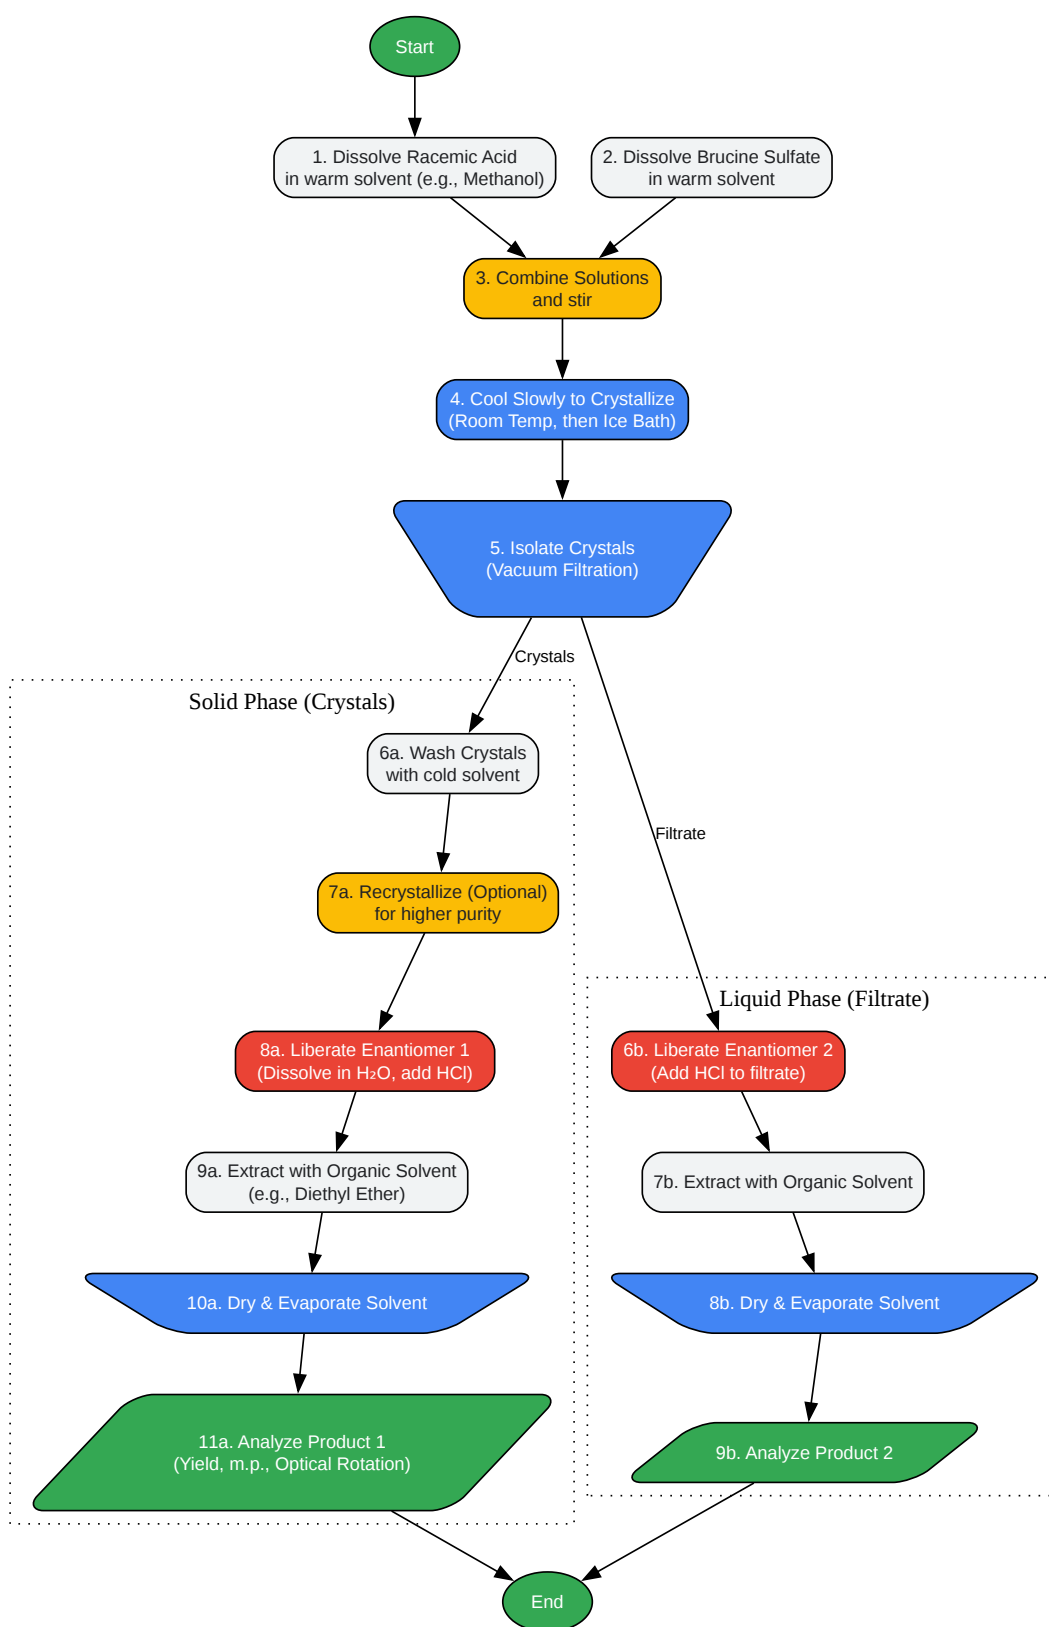 Start
1. Dissolve Racemic Acid
in warm solvent (e.g., Methanol)
2. Dissolve Brucine Sulfate
in warm solvent
3. Combine Solutions
and stir
4. Cool Slowly to Crystallize
(Room Temp, then Ice Bath)
5. Isolate Crystals
(Vacuum Filtration)
Crystals
Solid Phase (Crystals)
6a. Wash Crystals
with cold solvent
Filtrate
7a. Recrystallize (Optional)
for higher purity
Liquid Phase (Filtrate)
8a. Liberate Enantiomer 1
(Dissolve in H₂O, add HCl)
6b. Liberate Enantiomer 2
(Add HCl to filtrate)
9a. Extract with Organic Solvent
(e.g., Diethyl Ether)
7b. Extract with Organic Solvent
10a. Dry & Evaporate Solvent
8b. Dry & Evaporate Solvent
11a. Analyze Product 1
(Yield, m.p., Optical Rotation)
9b. Analyze Product 2
End